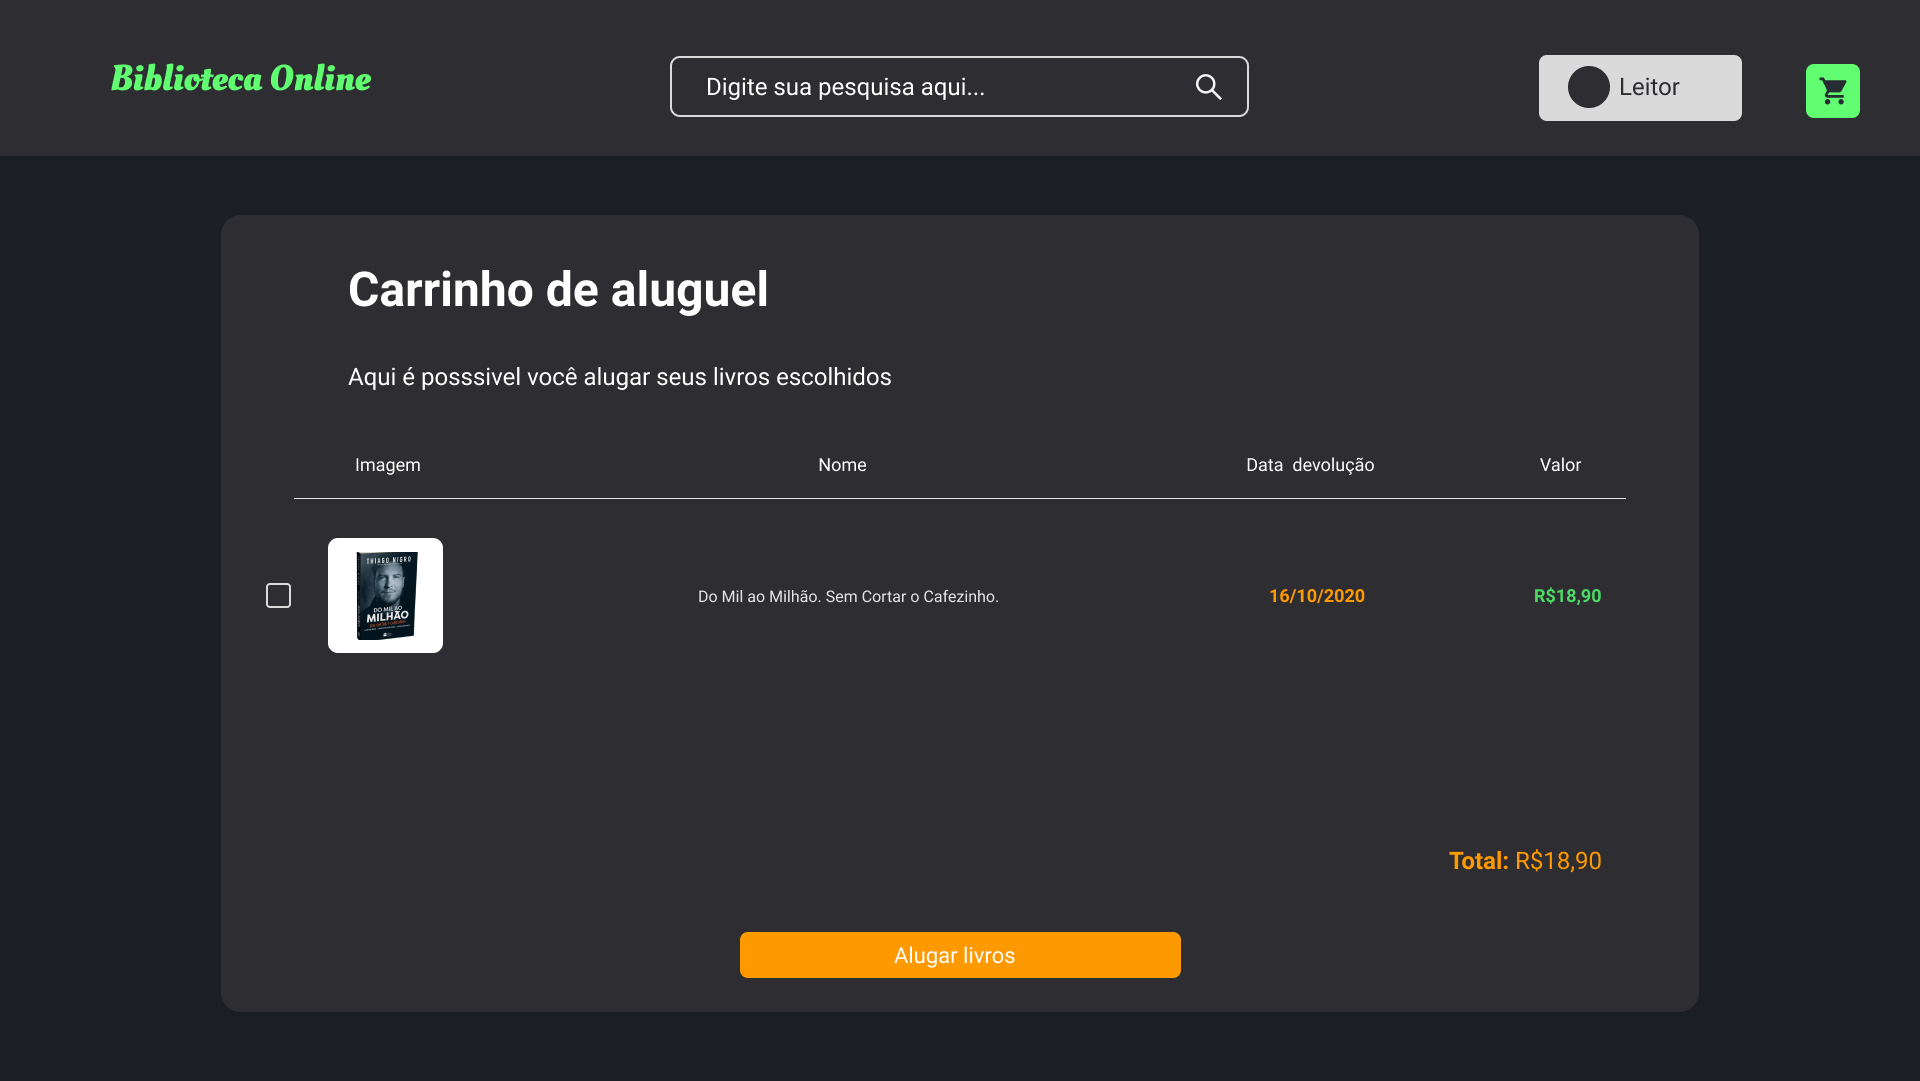 Biblioteca Online
Digite sua pesquisa aqui...
Leitor
Carrinho de aluguel
Aqui é posssivel você alugar seus livros escolhidos
Imagem
Nome
Data devolução
Valor
THIAGO NIGRO
DO MIL AO
MILHÃO
Do Mil ao Milhão. Sem Cortar o Cafezinho.
16/10/2020
R$18,90
Total: R$18,90
Alugar livros